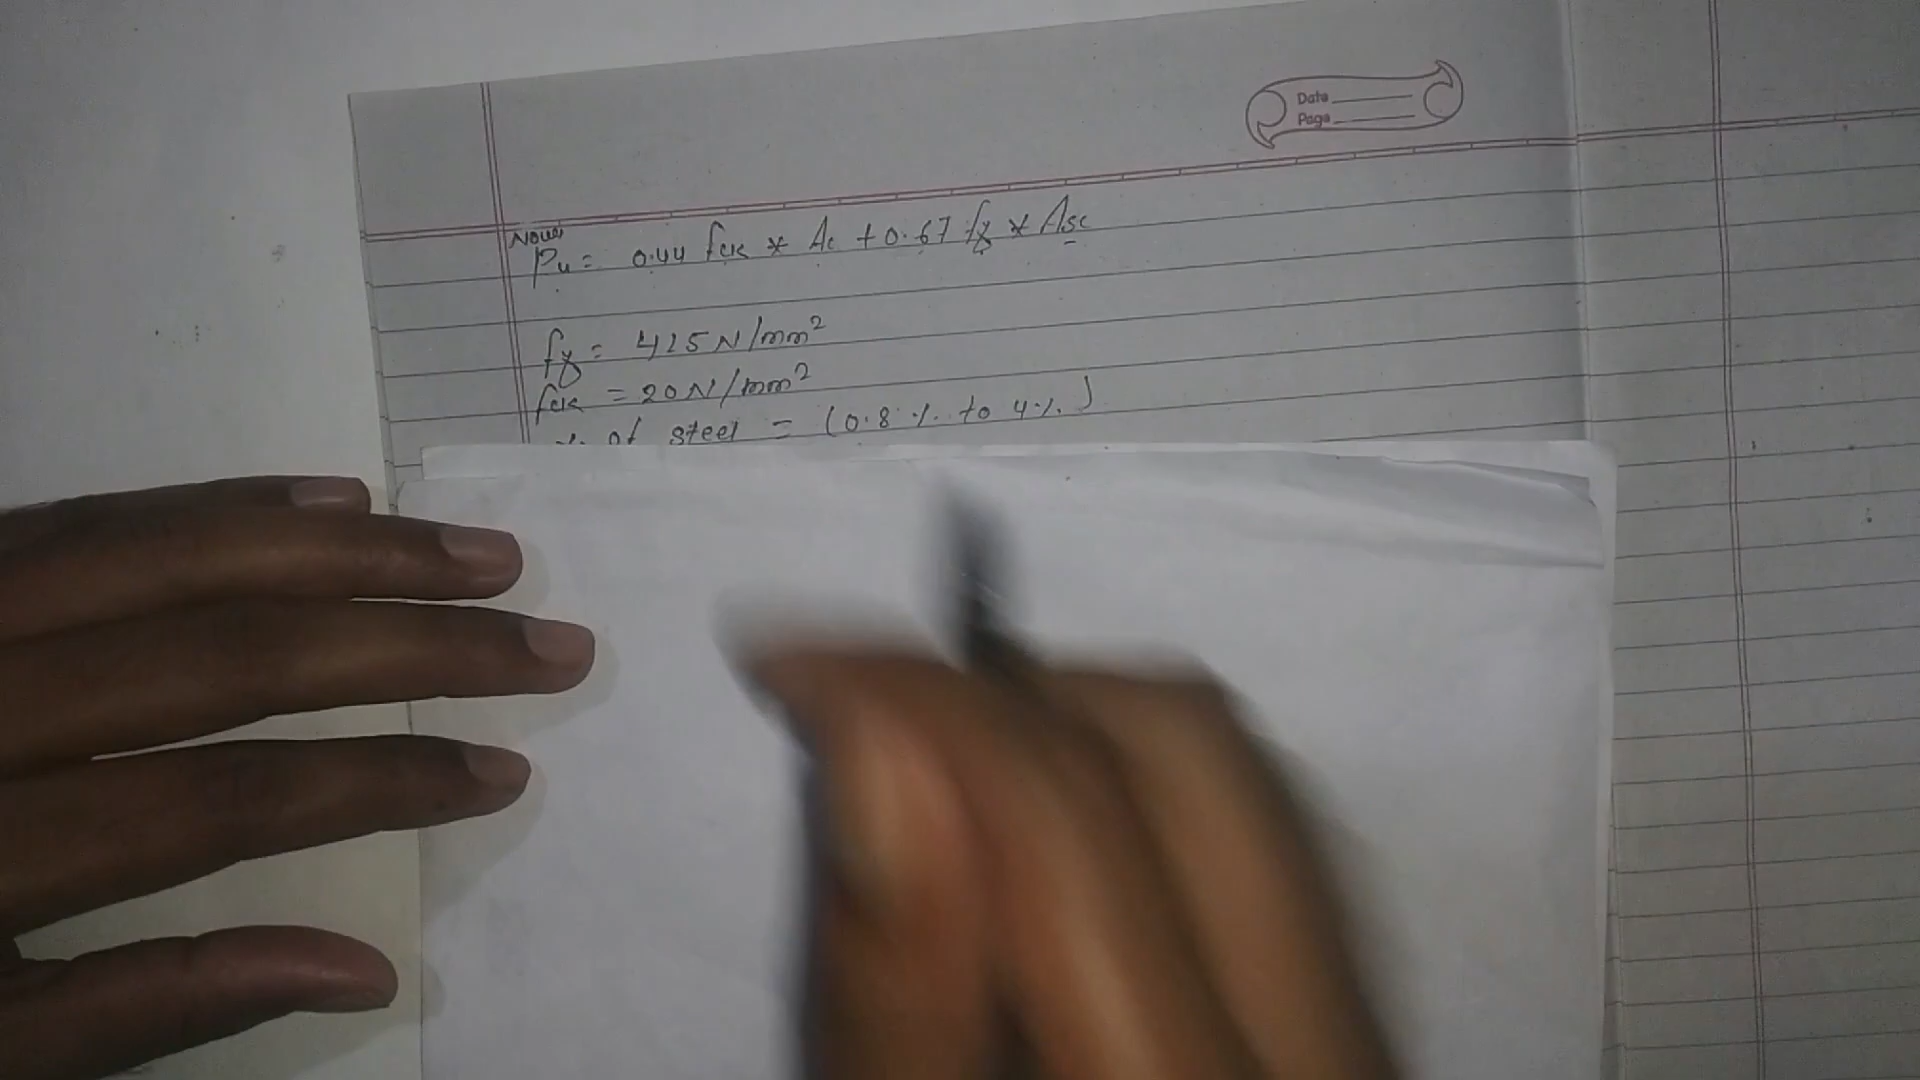 Date
Page
Now
Pu = 0.44 fck * Ac + 0.67 fy * Asc
fy = 415 N/mm²
fck = 20 N/mm²
% of steel = (0.8 % to 4 %)